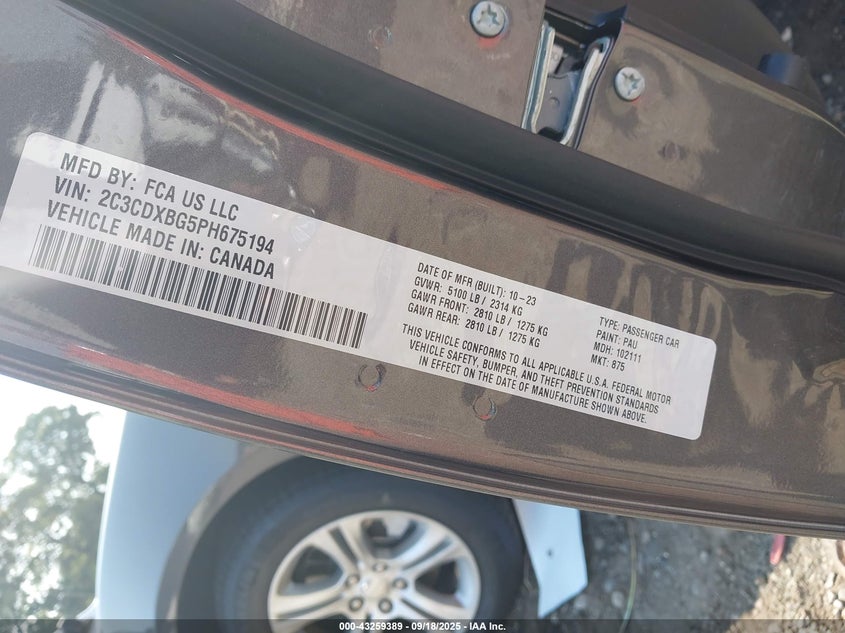 MFD BY: FCA US LLC
VIN: 2C3CDXBG5PH675194
VEHICLE MADE IN: CANADA
DATE OF MFR (BUILT): 10-23
GVWR: 5100 LB / 2314 KG
GAWR FRONT: 2810 LB / 1275 KG
GAWR REAR: 2810 LB / 1275 KG
TYPE: PASSENGER CAR
PAINT: PAU
MDH: 102111
MKT: 875
THIS VEHICLE CONFORMS TO ALL APPLICABLE U.S.A. FEDERAL MOTOR
VEHICLE SAFETY, BUMPER, AND THEFT PREVENTION STANDARDS
IN EFFECT ON THE DATE OF MANUFACTURE SHOWN ABOVE.
000-43259389 - 09/18/2025 - IAA Inc.